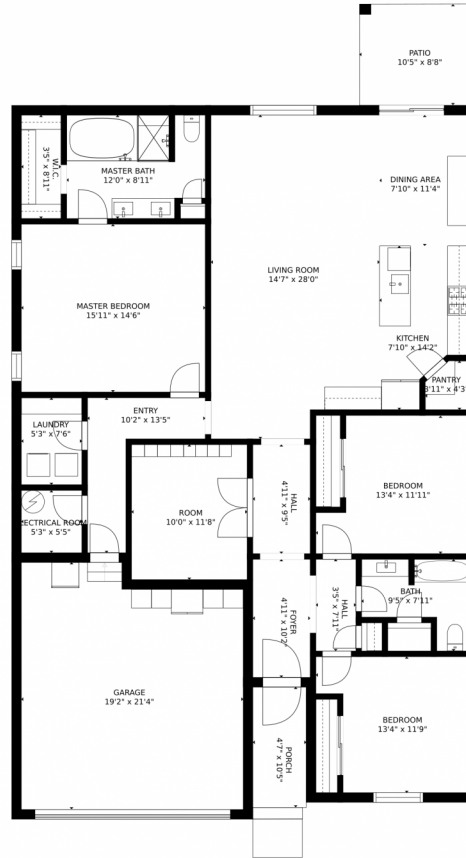 PATIO
10'5" x 8'8"
MASTER BATH
12'0" x 8'11"
W.I.C.
3'5" x 8'11"
DINING AREA
7'10" x 11'4"
LIVING ROOM
14'7" x 28'0"
MASTER BEDROOM
15'11" x 14'6"
KITCHEN
7'10" x 14'2"
PANTRY
3'11" x 4'3"
ENTRY
10'2" x 13'5"
LAUNDRY
5'3" x 7'6"
BEDROOM
13'4" x 11'11"
HALL
4'11" x 9'5"
ROOM
10'0" x 11'8"
ECTRICAL ROOM
5'3" x 5'5"
BATH
9'5" x 7'11"
HALL
3'5" x 7'11"
FOYER
4'11" x 10'2"
GARAGE
19'2" x 21'4"
BEDROOM
13'4" x 11'9"
PORCH
4'7" x 10'5"